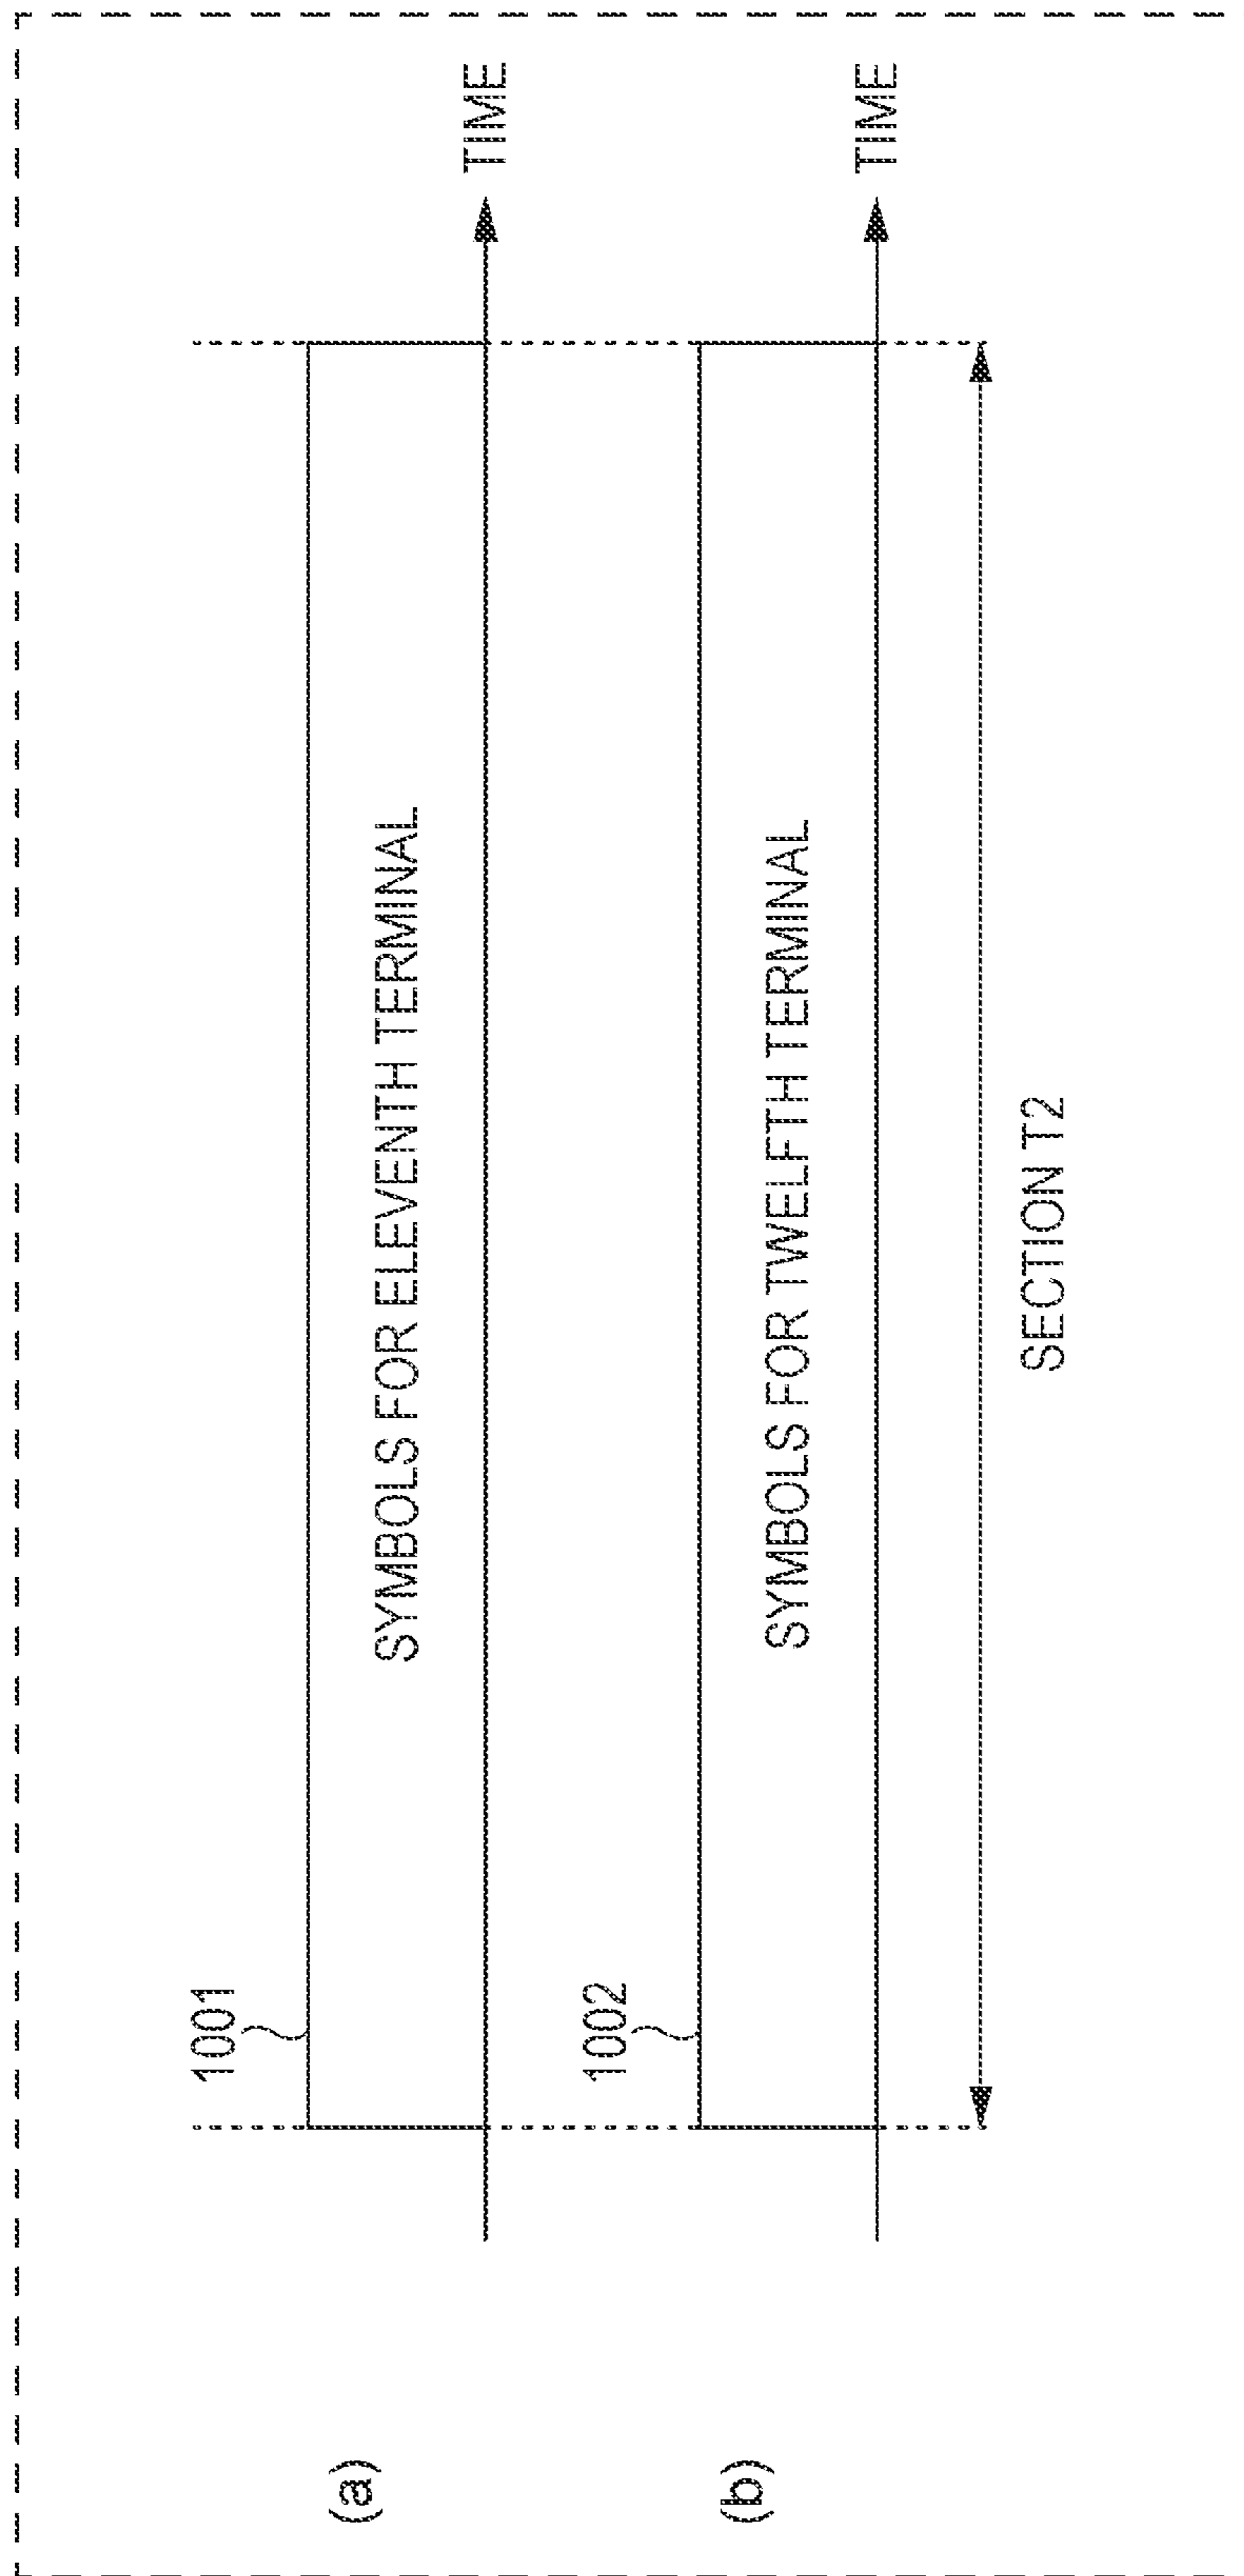 (a)
1001
SYMBOLS FOR ELEVENTH TERMINAL
TIME
(b)
1002
SYMBOLS FOR TWELFTH TERMINAL
TIME
SECTION T2